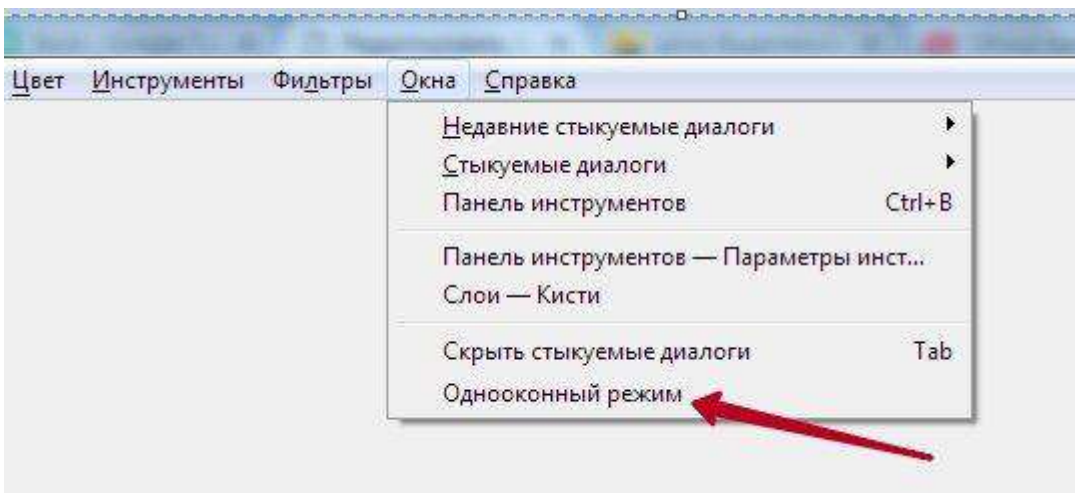 Цвет Инструменты Фильтры Окна Справка
Недавние стыкуемые диалоги
Стыкуемые диалоги
Панель инструментов Ctrl+B
Панель инструментов — Параметры инст...
Слои — Кисти
Скрыть стыкуемые диалоги Tab
Однооконный режим